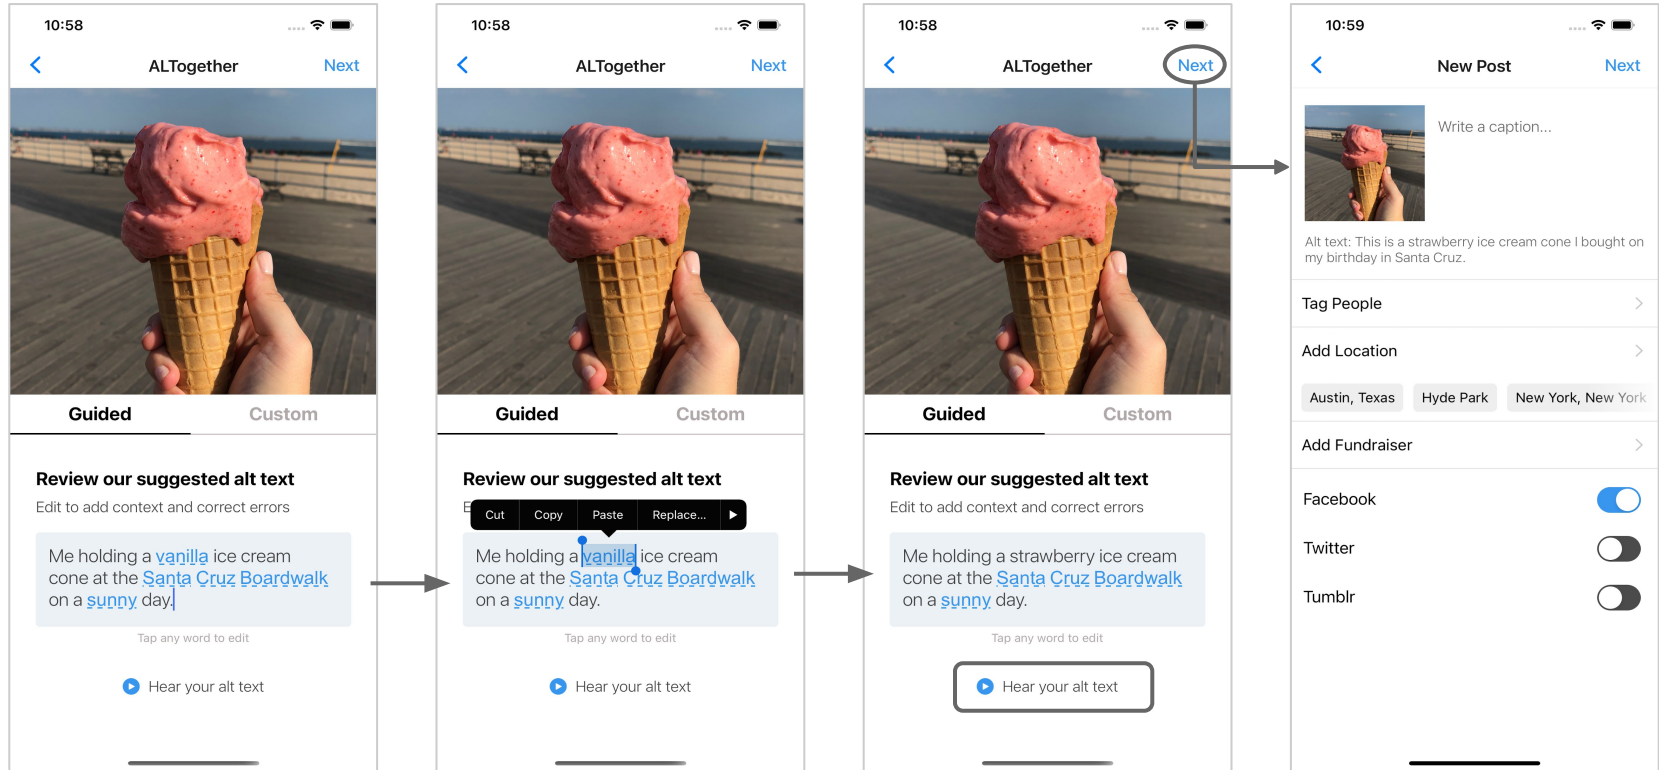 10:58
ALTogether
Next
Guided
Custom
Review our suggested alt text
Edit to add context and correct errors
Me holding a vanilla ice cream
cone at the Santa Cruz Boardwalk
on a sunny day.
Tap any word to edit
Hear your alt text
10:58
ALTogether
Next
Guided
Custom
Review our suggested alt text
E
Cut
Copy
Paste
Replace...
Me holding a vanilla ice cream
cone at the Santa Cruz Boardwalk
on a sunny day.
Tap any word to edit
Hear your alt text
10:58
ALTogether
Next
Guided
Custom
Review our suggested alt text
Edit to add context and correct errors
Me holding a strawberry ice cream
cone at the Santa Cruz Boardwalk
on a sunny day.
Tap any word to edit
Hear your alt text
10:59
New Post
Next
Write a caption...
Alt text: This is a strawberry ice cream cone I bought on
my birthday in Santa Cruz.
Tag People
Add Location
Austin, Texas
Hyde Park
New York, New York
Add Fundraiser
Facebook
Twitter
Tumblr